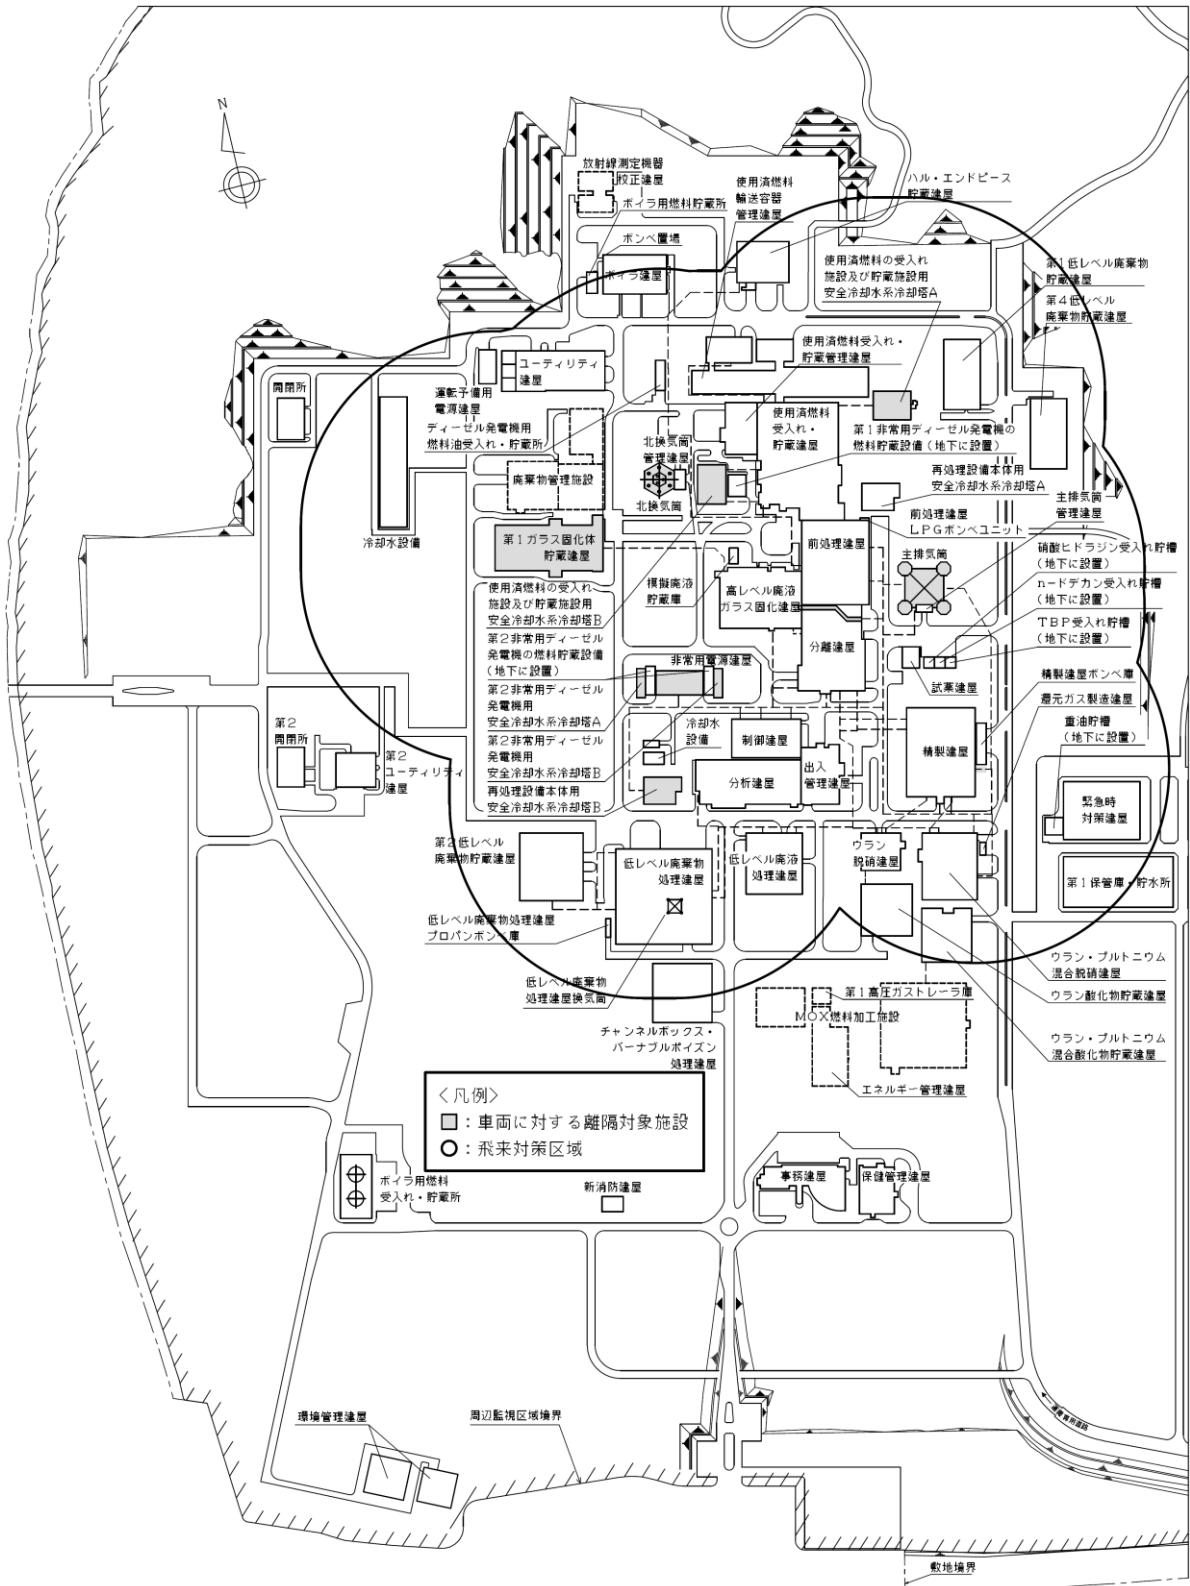 N
放射線測定機器
校正建屋
ボイラ用燃料貯蔵所
ボンベ置場
ボイラ建屋
使用済燃料
輸送容器
管理建屋
ハル・エンドピース
貯蔵建屋
使用済燃料の受入れ
施設及び貯蔵施設用
安全冷却水系冷却塔A
第1低レベル廃棄物
貯蔵建屋
第4低レベル
廃棄物貯蔵建屋
使用済燃料受入れ・
貯蔵管理建屋
ユーティリティ
建屋
運転予備用
電源建屋
開閉所
ディーゼル発電機用
燃料油受入れ・貯蔵所
使用済燃料
受入れ・
貯蔵建屋
第1非常用ディーゼル発電機の
燃料貯蔵設備(地下に設置)
北換気筒
管理建屋
廃棄物管理施設
北換気筒
再処理設備本体用
安全冷却水系冷却塔A
主排気筒
管理建屋
前処理建屋
LPGボンベユニット
冷却水設備
第1ガラス固化体
貯蔵建屋
前処理建屋
主排気筒
硝酸ヒドラジン受入れ貯槽
(地下に設置)
n-ドデカン受入れ貯槽
(地下に設置)
TBP受入れ貯槽
(地下に設置)
模擬廃液
貯蔵庫
高レベル廃液
ガラス固化建屋
使用済燃料の受入れ
施設及び貯蔵施設用
安全冷却水系冷却塔B
第2非常用ディーゼル
発電機の燃料貯蔵設備
(地下に設置)
非常用電源建屋
分離建屋
試薬建屋
精製建屋ボンベ庫
還元ガス製造建屋
重油貯槽
(地下に設置)
第2非常用ディーゼル
発電機用
安全冷却水系冷却塔A
第2非常用ディーゼル
発電機用
安全冷却水系冷却塔B
再処理設備本体用
安全冷却水系冷却塔B
冷却水
設備
制御建屋
精製建屋
第2
開閉所
第2
ユーティリティ
建屋
分析建屋
出入
管理建屋
緊急時
対策建屋
第2低レベル
廃棄物貯蔵建屋
低レベル廃棄物
処理建屋
低レベル廃液
処理建屋
ウラン
脱硝建屋
第1保管庫・貯水所
低レベル廃棄物処理建屋
プロパンボンベ庫
低レベル廃棄物
処理建屋換気筒
ウラン・プルトニウム
混合脱硝建屋
ウラン酸化物貯蔵建屋
第1高圧ガストレーラ庫
MOX燃料加工施設
チャンネルボックス・
バーナブルポイズン
処理建屋
ウラン・プルトニウム
混合酸化物貯蔵建屋
エネルギー管理建屋
<凡例>
:車両に対する離隔対象施設
:飛来対策区域
ボイラ用燃料
受入れ・貯蔵所
新消防建屋
事務建屋
保健管理建屋
環境管理建屋
周辺監視区域境界
敷地境界